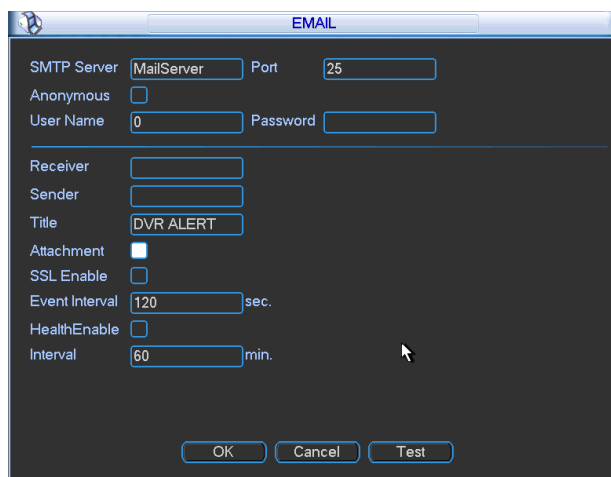 EMAIL
SMTP Server MailServer Port 25
Anonymous
User Name 0 Password
Receiver
Sender
Title DVR ALERT
Attachment
SSL Enable
Event Interval 120 sec.
HealthEnable
Interval 60 min.
OK Cancel Test